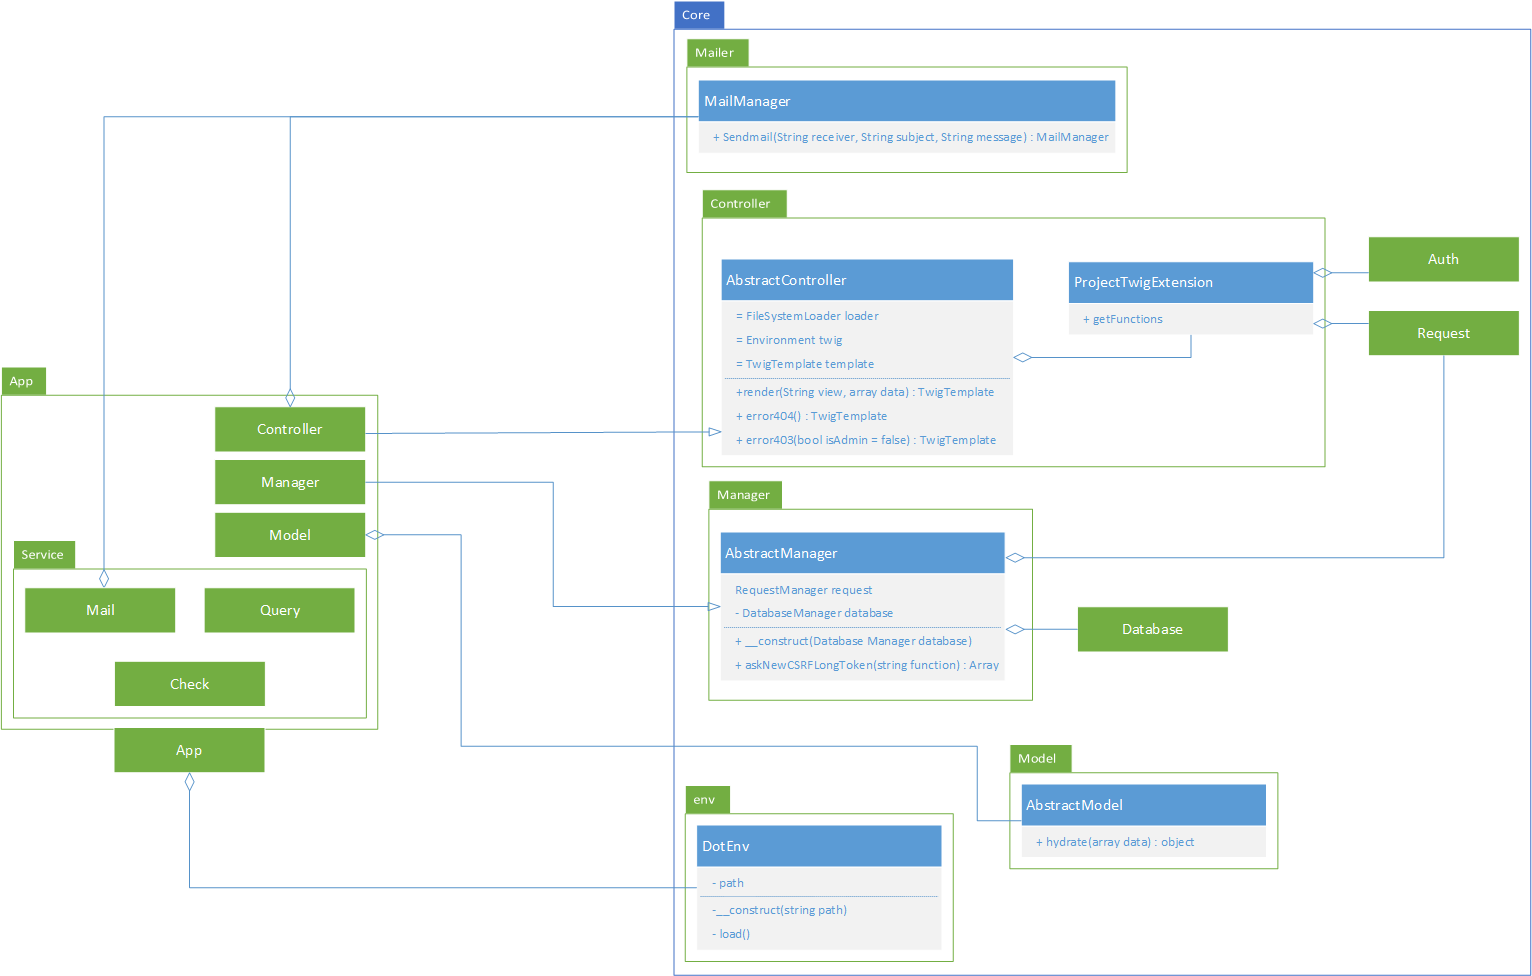 Core
Mailer
MailManager
+ Sendmail(String receiver, String subject, String message) : MailManager
Controller
AbstractController
= FileSystemLoader loader
= Environment twig
= TwigTemplate template
+render(String view, array data) : TwigTemplate
+ error404() : TwigTemplate
+ error403(bool isAdmin = false) : TwigTemplate
ProjectTwigExtension
+ getFunctions
Auth
Request
App
Controller
Manager
Model
Service
Mail
Query
Check
App
Manager
AbstractManager
RequestManager request
- DatabaseManager database
+ __construct(Database Manager database)
+ askNewCSRFLongToken(string function) : Array
Database
Model
AbstractModel
+ hydrate(array data) : object
env
DotEnv
- path
-__construct(string path)
- load()